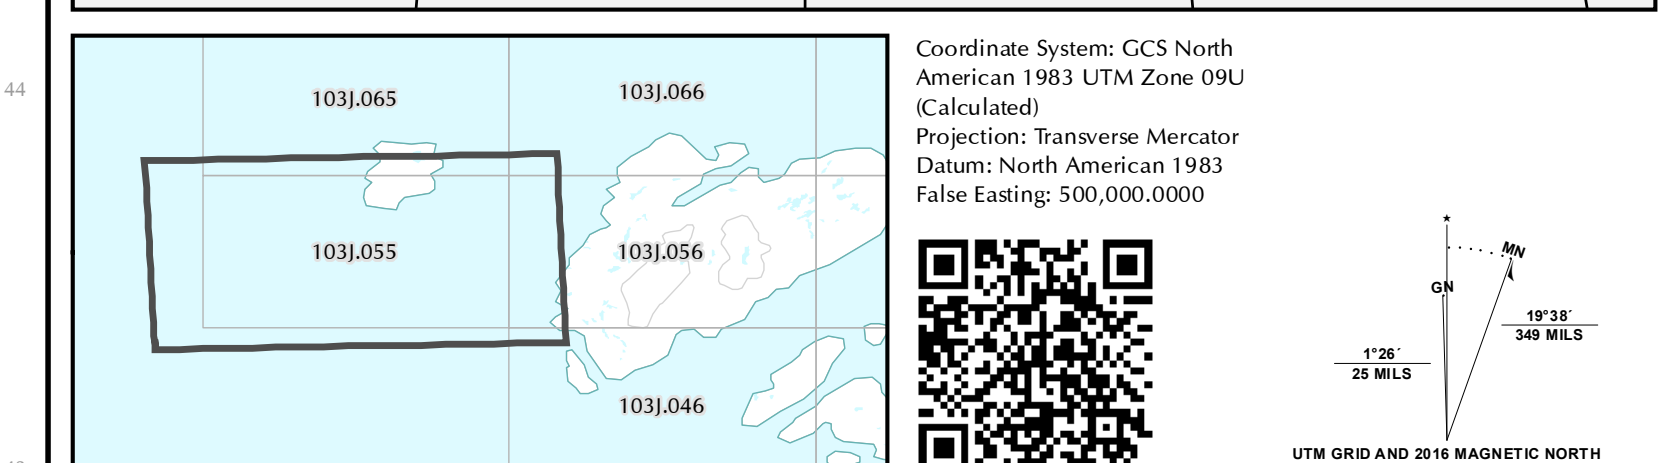 44
103J.065
103J.066
103J.055
103J.056
103J.046
Coordinate System: GCS North
American 1983 UTM Zone 09U
(Calculated)
Projection: Transverse Mercator
Datum: North American 1983
False Easting: 500,000.0000
MN
GN
19°38´
349 MILS
1°26´
25 MILS
UTM GRID AND 2016 MAGNETIC NORTH